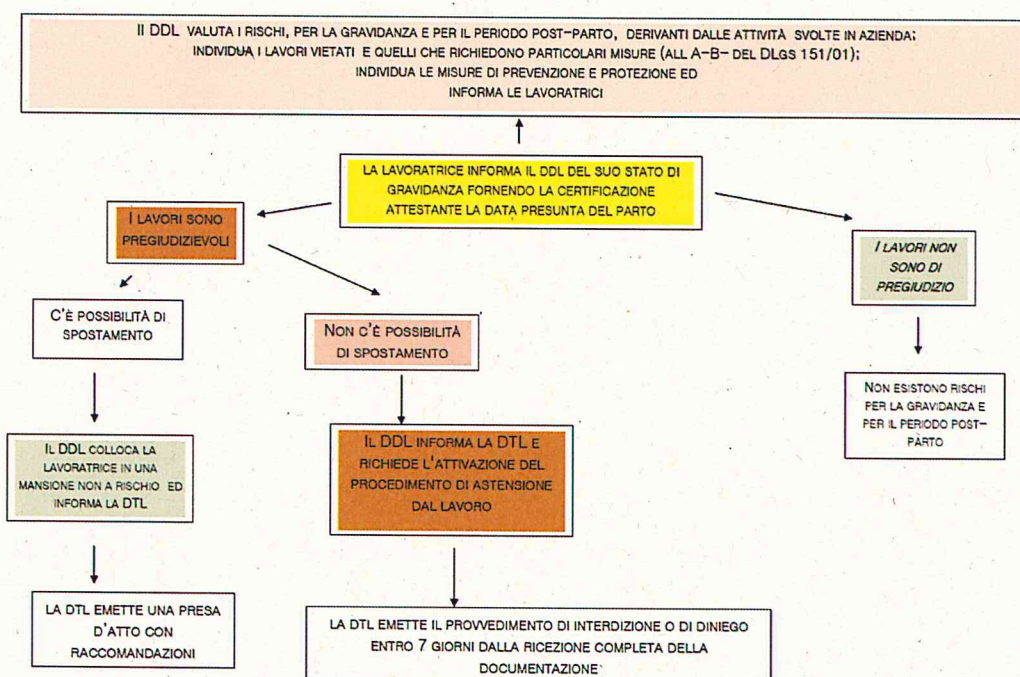 Il DDL VALUTA I RISCHI, PER LA GRAVIDANZA E PER IL PERIODO POST-PARTO, DERIVANTI DALLE ATTIVITÀ SVOLTE IN AZIENDA;
INDIVIDUA I LAVORI VIETATI E QUELLI CHE RICHIEDONO PARTICOLARI MISURE (ALL A-B- DEL DLGS 151/01);
INDIVIDUA LE MISURE DI PREVENZIONE E PROTEZIONE ED
INFORMA LE LAVORATRICI
LA LAVORATRICE INFORMA IL DDL DEL SUO STATO DI
GRAVIDANZA FORNENDO LA CERTIFICAZIONE
ATTESTANTE LA DATA PRESUNTA DEL PARTO
I LAVORI SONO
PREGIUDIZIEVOLI
I LAVORI NON
SONO DI
PREGIUDIZIO
C'È POSSIBILITÀ DI
SPOSTAMENTO
NON C'È POSSIBILITÀ
DI SPOSTAMENTO
NON ESISTONO RISCHI
PER LA GRAVIDANZA E
PER IL PERIODO POST-
PARTO
IL DDL COLLOCA LA
LAVORATRICE IN UNA
MANSIONE NON A RISCHIO ED
INFORMA LA DTL
IL DDL INFORMA LA DTL E
RICHIEDE L'ATTIVAZIONE DEL
PROCEDIMENTO DI ASTENSIONE
DAL LAVORO
LA DTL EMETTE UNA PRESA
D'ATTO CON
RACCOMANDAZIONI
LA DTL EMETTE IL PROVVEDIMENTO DI INTERDIZIONE O DI DINIEGO
ENTRO 7 GIORNI DALLA RICEZIONE COMPLETA DELLA
DOCUMENTAZIONE